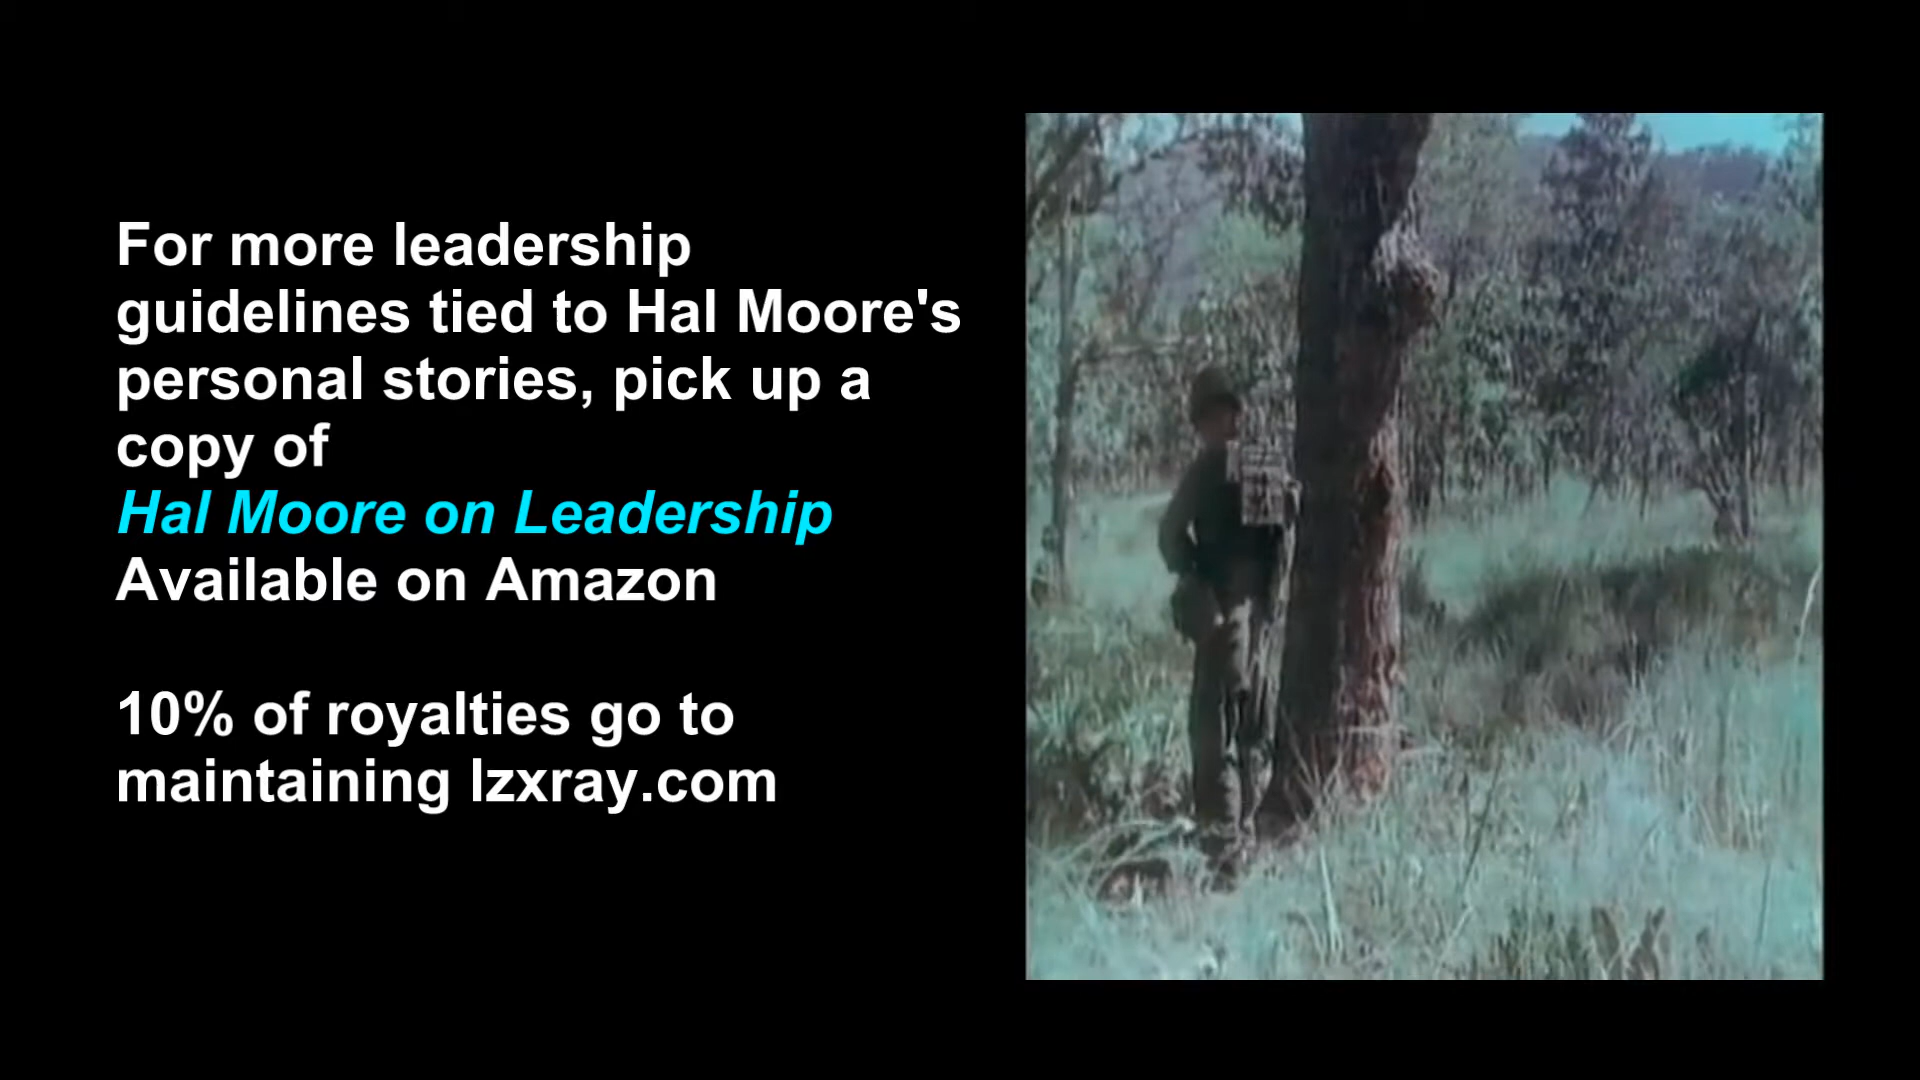 For more leadership
guidelines tied to Hal Moore's
personal stories, pick up a
copy of
Hal Moore on Leadership
Available on Amazon
10% of royalties go to
maintaining lzxray.com